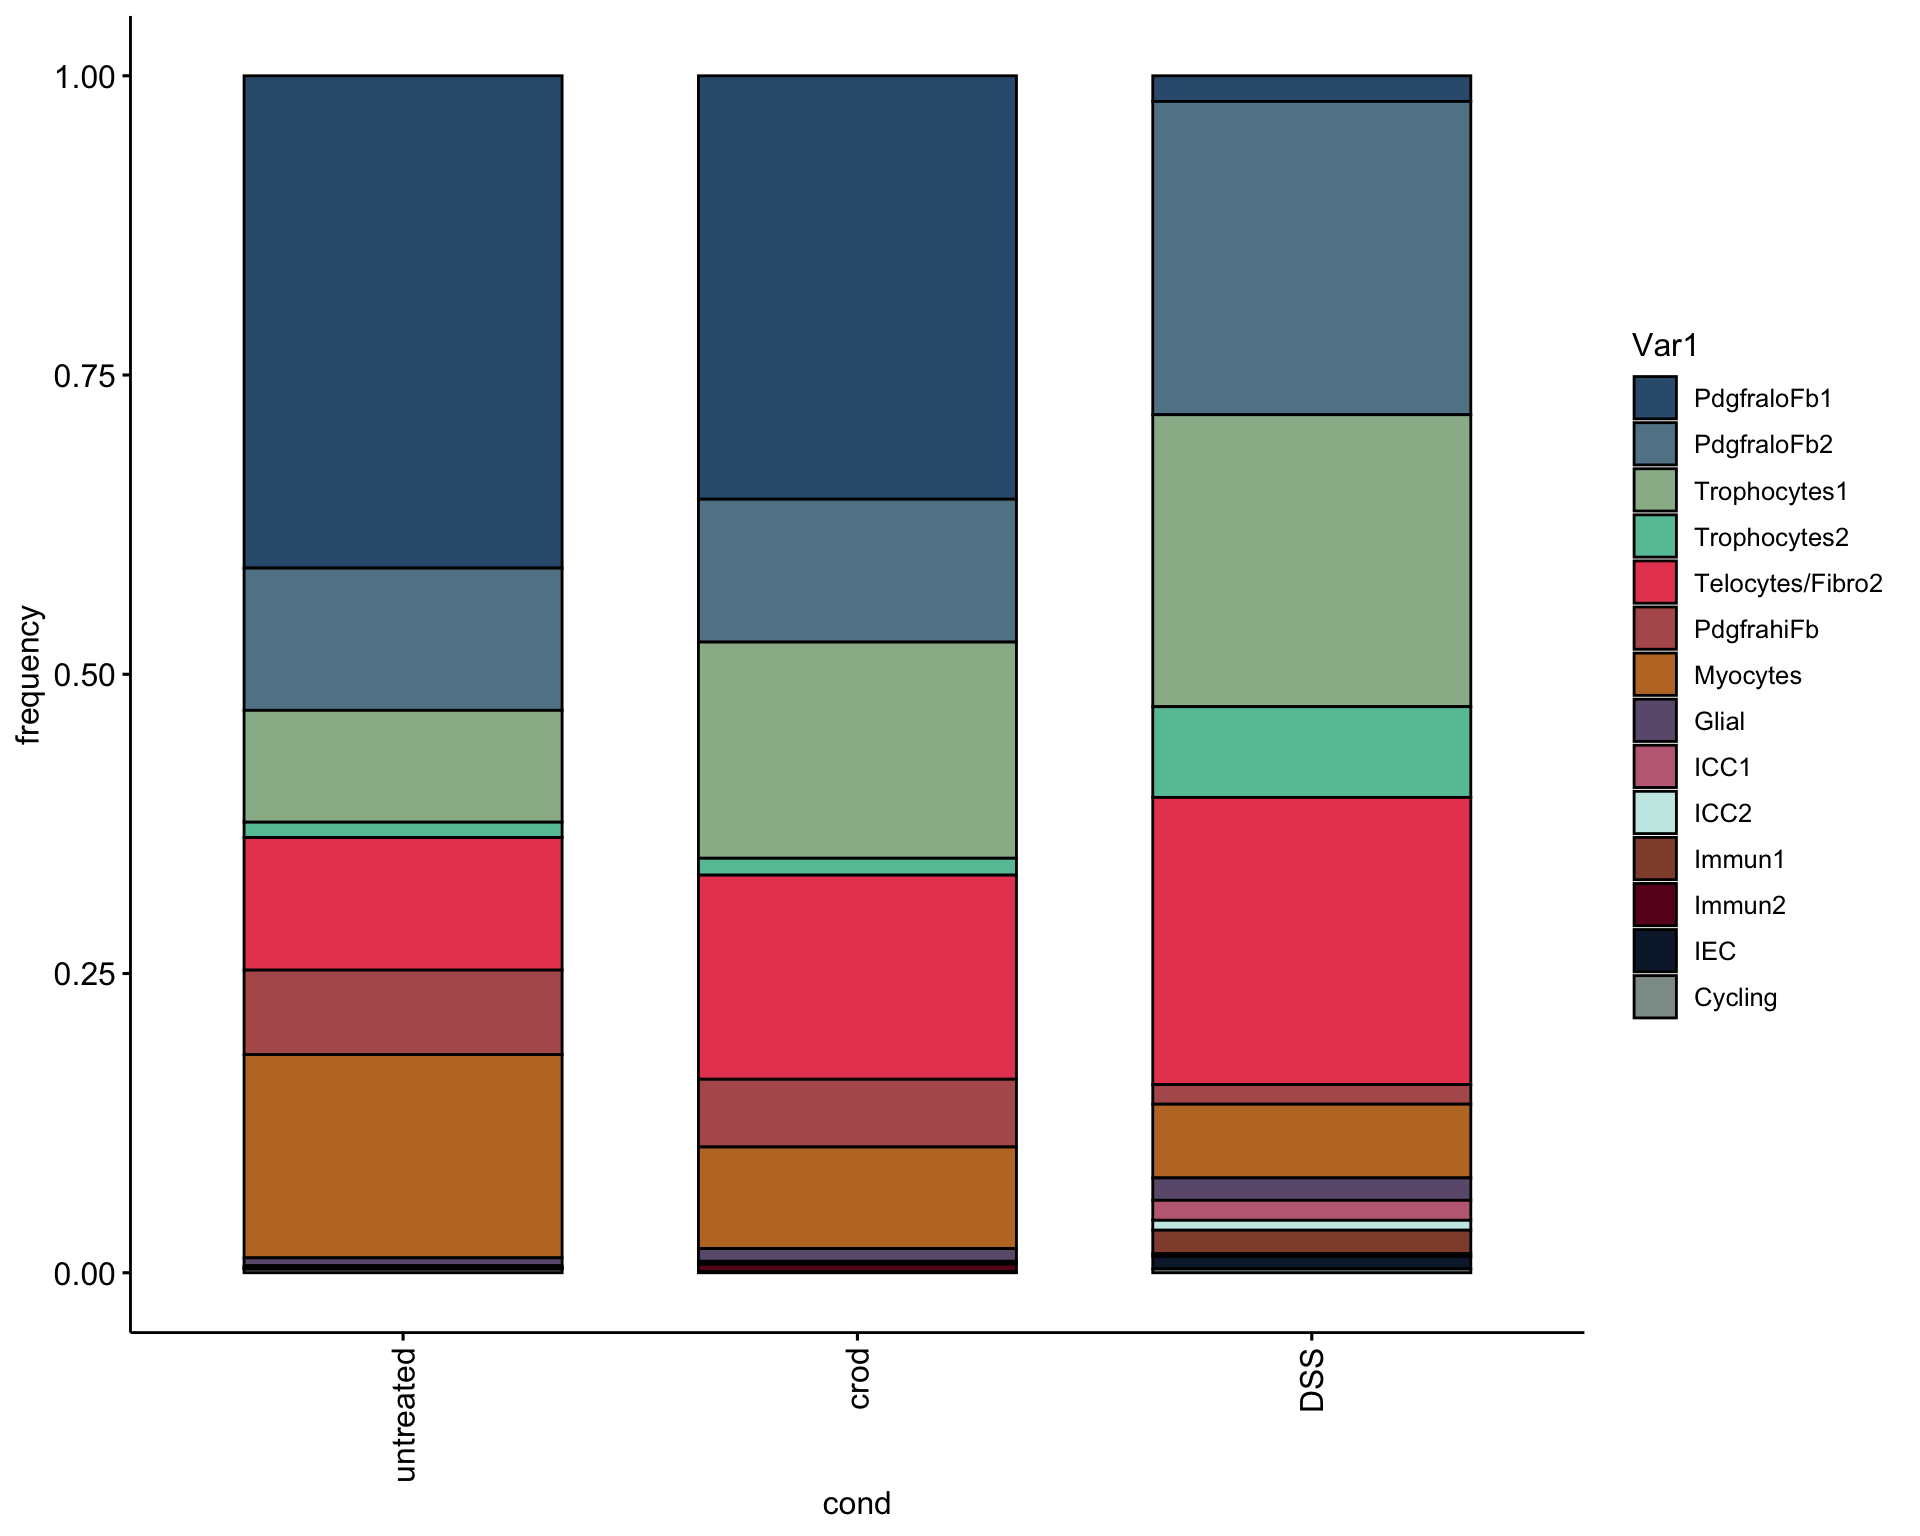 1.00
0.75
0.50
0.25
0.00
frequency
untreated
crod
DSS
cond
Var1
PdgfraloFb1
PdgfraloFb2
Trophocytes1
Trophocytes2
Telocytes/Fibro2
PdgfrahiFb
Myocytes
Glial
ICC1
ICC2
Immun1
Immun2
IEC
Cycling